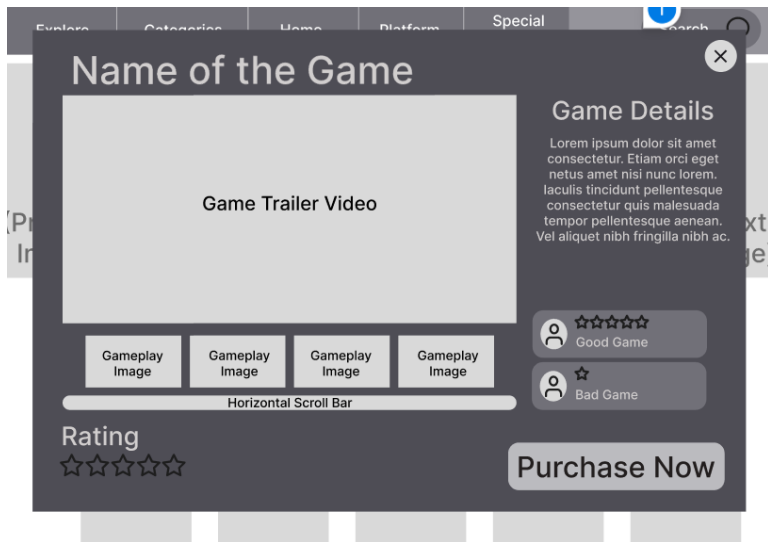 Explore
Categories
Home
Platform
Special
Search
Name of the Game
Game Details
Lorem ipsum dolor sit amet
consectetur. Etiam orci eget
netus amet nisi nunc lorem.
Iaculis tincidunt pellentesque
consectetur quis malesuada
tempor pellentesque aenean.
Vel aliquet nibh fringilla nibh ac.
Game Trailer Video
Good Game
Bad Game
Gameplay
Image
Gameplay
Image
Gameplay
Image
Gameplay
Image
Horizontal Scroll Bar
Rating
Purchase Now